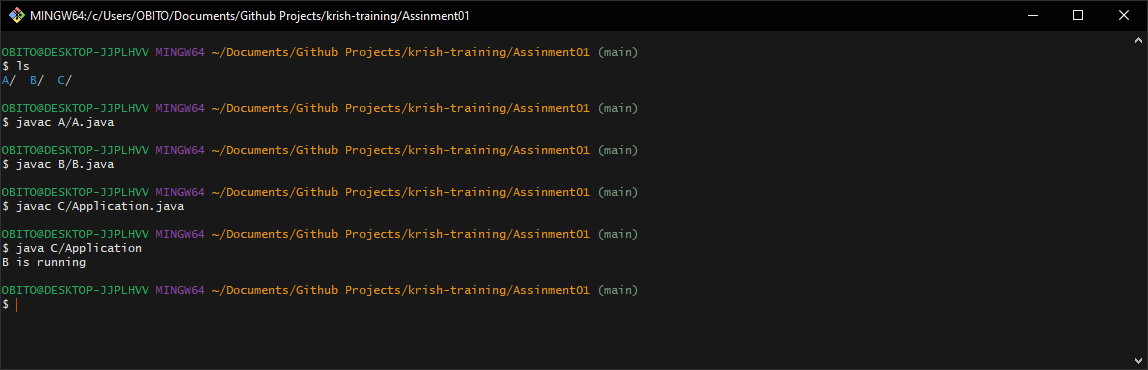 MINGW64:/c/Users/OBITO/Documents/Github Projects/krish-training/Assinment01
OBITO@DESKTOP-JJPLHVV MINGW64 ~/Documents/Github Projects/krish-training/Assinment01 (main)
$ ls
A/  B/  C/
OBITO@DESKTOP-JJPLHVV MINGW64 ~/Documents/Github Projects/krish-training/Assinment01 (main)
$ javac A/A.java
OBITO@DESKTOP-JJPLHVV MINGW64 ~/Documents/Github Projects/krish-training/Assinment01 (main)
$ javac B/B.java
OBITO@DESKTOP-JJPLHVV MINGW64 ~/Documents/Github Projects/krish-training/Assinment01 (main)
$ javac C/Application.java
OBITO@DESKTOP-JJPLHVV MINGW64 ~/Documents/Github Projects/krish-training/Assinment01 (main)
$ java C/Application
B is running
OBITO@DESKTOP-JJPLHVV MINGW64 ~/Documents/Github Projects/krish-training/Assinment01 (main)
$